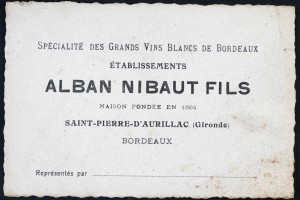 SPÉCIALITÉ DES GRANDS VINS BLANCS DE BORDEAUX
ÉTABLISSEMENTS
ALBAN NIBAUT FILS
MAISON FONDÉE EN 1864
SAINT-PIERRE-D'AURILLAC (Gironde)
BORDEAUX
Représentés par